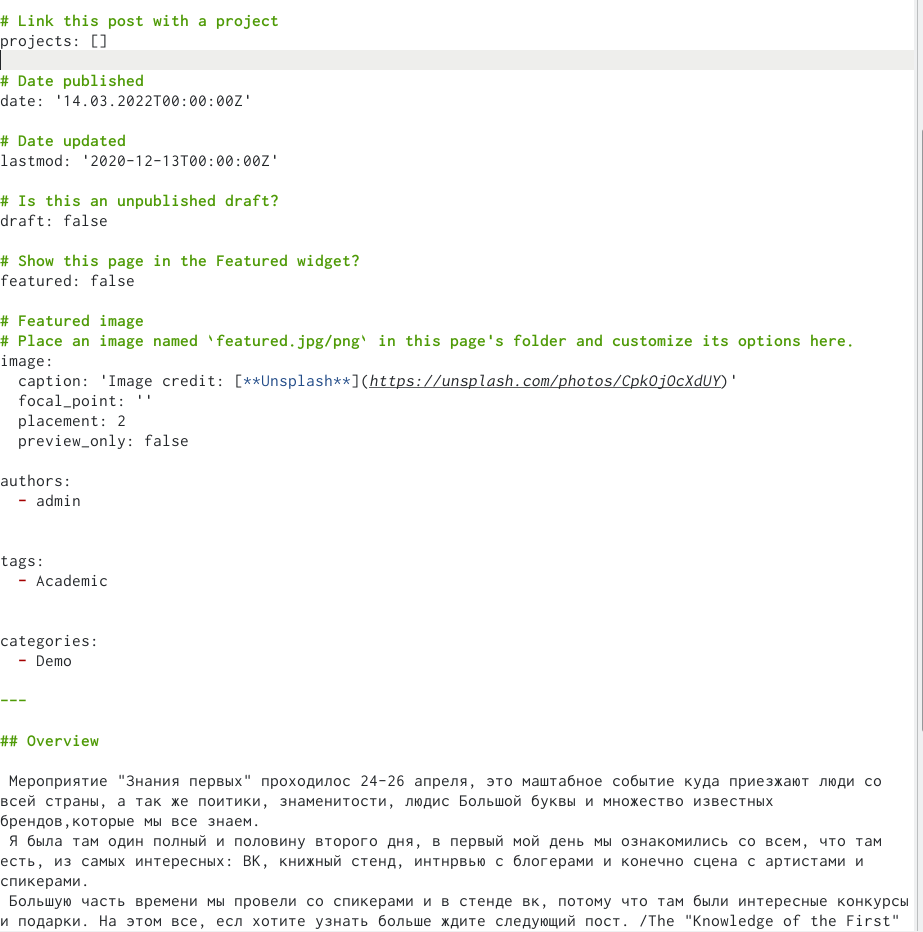 # Link this post with a project
projects: []
# Date published
date: '14.03.2022T00:00:00Z'
# Date updated
lastmod: '2020-12-13T00:00:00Z'
# Is this an unpublished draft?
draft: false
# Show this page in the Featured widget?
featured: false
# Featured image
# Place an image named `featured.jpg/png` in this page's folder and customize its options here.
image:
  caption: 'Image credit: [**Unsplash**](https://unsplash.com/photos/CpkOjOcXdUY)'
  focal_point: ''
  placement: 2
  preview_only: false
authors:
  - admin
tags:
  - Academic
categories:
  - Demo
---
## Overview
 Мероприятие "Знания первых" проходилос 24-26 апреля, это маштабное событие куда приезжают люди со
всей страны, а так же поитики, знаменитости, людис Большой буквы и множество известных
брендов,которые мы все знаем.
 Я была там один полный и половину второго дня, в первый мой день мы ознакомились со всем, что там
есть, из самых интересных: ВК, книжный стенд, интнрвью с блогерами и конечно сцена с артистами и
спикерами.
 Большую часть времени мы провели со спикерами и в стенде вк, потому что там были интересные конкурсы
и подарки. На этом все, есл хотите узнать больше ждите следующий пост. /The "Knowledge of the First"